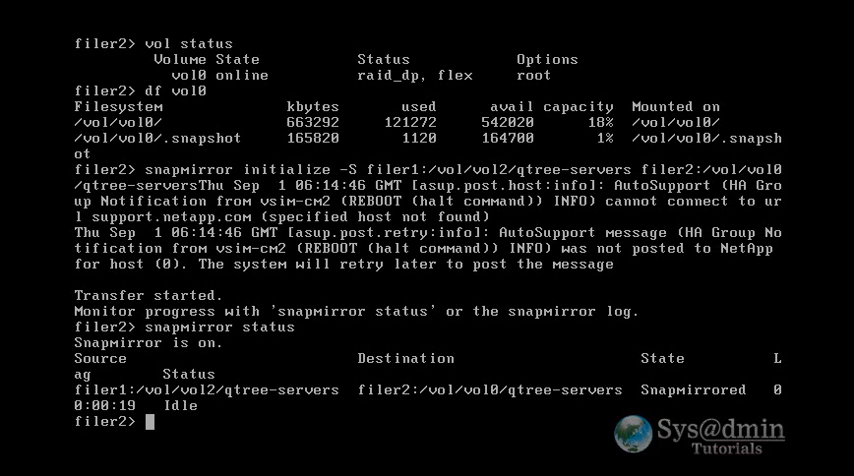 filer2> vol status
Volume State Status Options
vol0 online raid_dp, flex root
filer2> df vol0
Filesystem kbytes used avail capacity Mounted on
/vol/vol0/ 663292 121272 542020 18% /vol/vol0/
/vol/vol0/.snapshot 165820 1120 164700 1% /vol/vol0/.snapsh
ot
filer2> snapmirror initialize -S filer1:/vol/vol2/qtree-servers filer2:/vol/vol0
/qtree-serversThu Sep 1 06:14:46 GMT [asup.post.host:info]: AutoSupport (HA Gro
up Notification from vsim-cm2 (REBOOT (halt command)) INFO) cannot connect to ur
l support.netapp.com (specified host not found)
Thu Sep 1 06:14:46 GMT [asup.post.retry:info]: AutoSupport message (HA Group No
tification from vsim-cm2 (REBOOT (halt command)) INFO) was not posted to NetApp
for host (0). The system will retry later to post the message
Transfer started.
Monitor progress with 'snapmirror status' or the snapmirror log.
filer2> snapmirror status
Snapmirror is on.
Source Destination State L
ag Status
filer1:/vol/vol2/qtree-servers filer2:/vol/vol0/qtree-servers Snapmirrored 0
0:00:19 Idle
filer2>
Sys@dmin
Tutorials